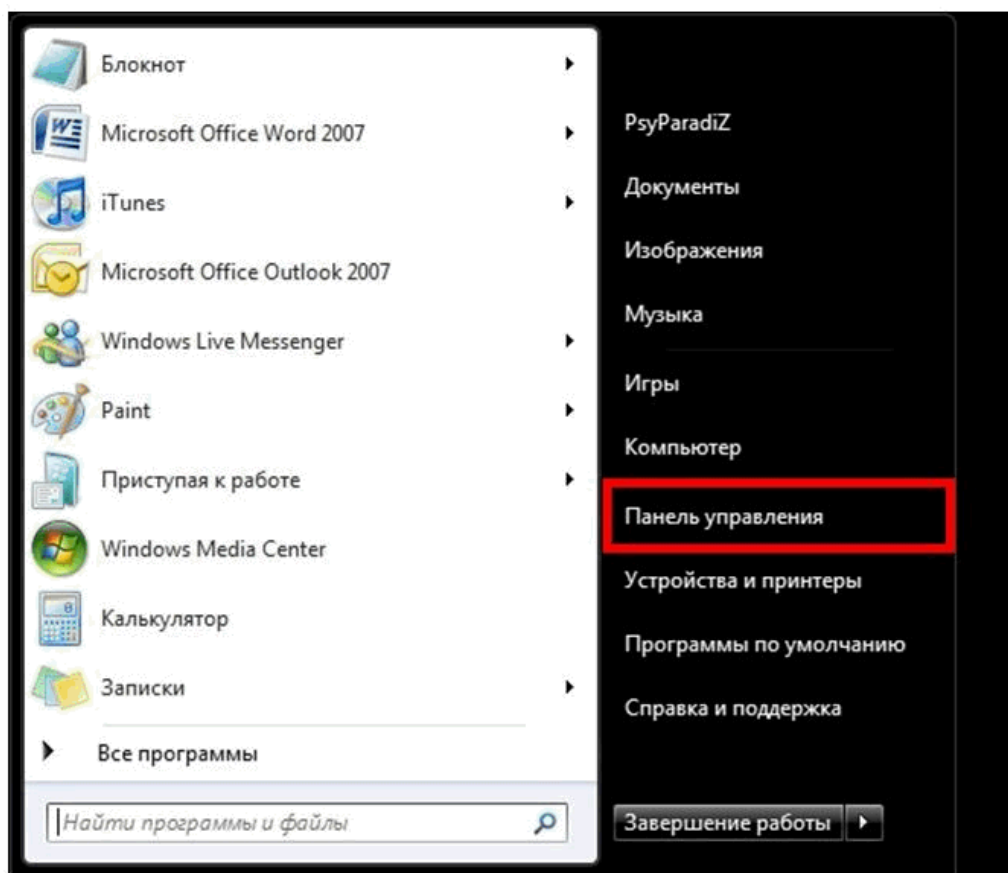 Блокнот
Microsoft Office Word 2007
iTunes
Microsoft Office Outlook 2007
Windows Live Messenger
Paint
Приступая к работе
Windows Media Center
Калькулятор
Записки
Все программы
Найти программы и файлы
PsyParadiZ
Документы
Изображения
Музыка
Игры
Компьютер
Панель управления
Устройства и принтеры
Программы по умолчанию
Справка и поддержка
Завершение работы